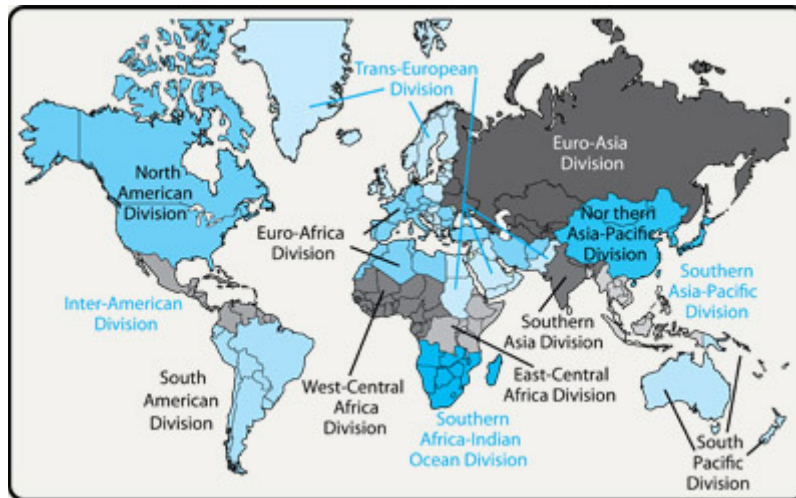 Trans-European
Division
Euro-Asia
Division
North
American
Division
Northern
Asia-Pacific
Division
Euro-Africa
Division
Inter-American
Division
Southern
Asia-Pacific
Division
Southern
Asia Division
South
American
Division
West-Central
Africa
Division
East-Central
Africa Division
Southern
Africa-Indian
Ocean Division
South
Pacific
Division